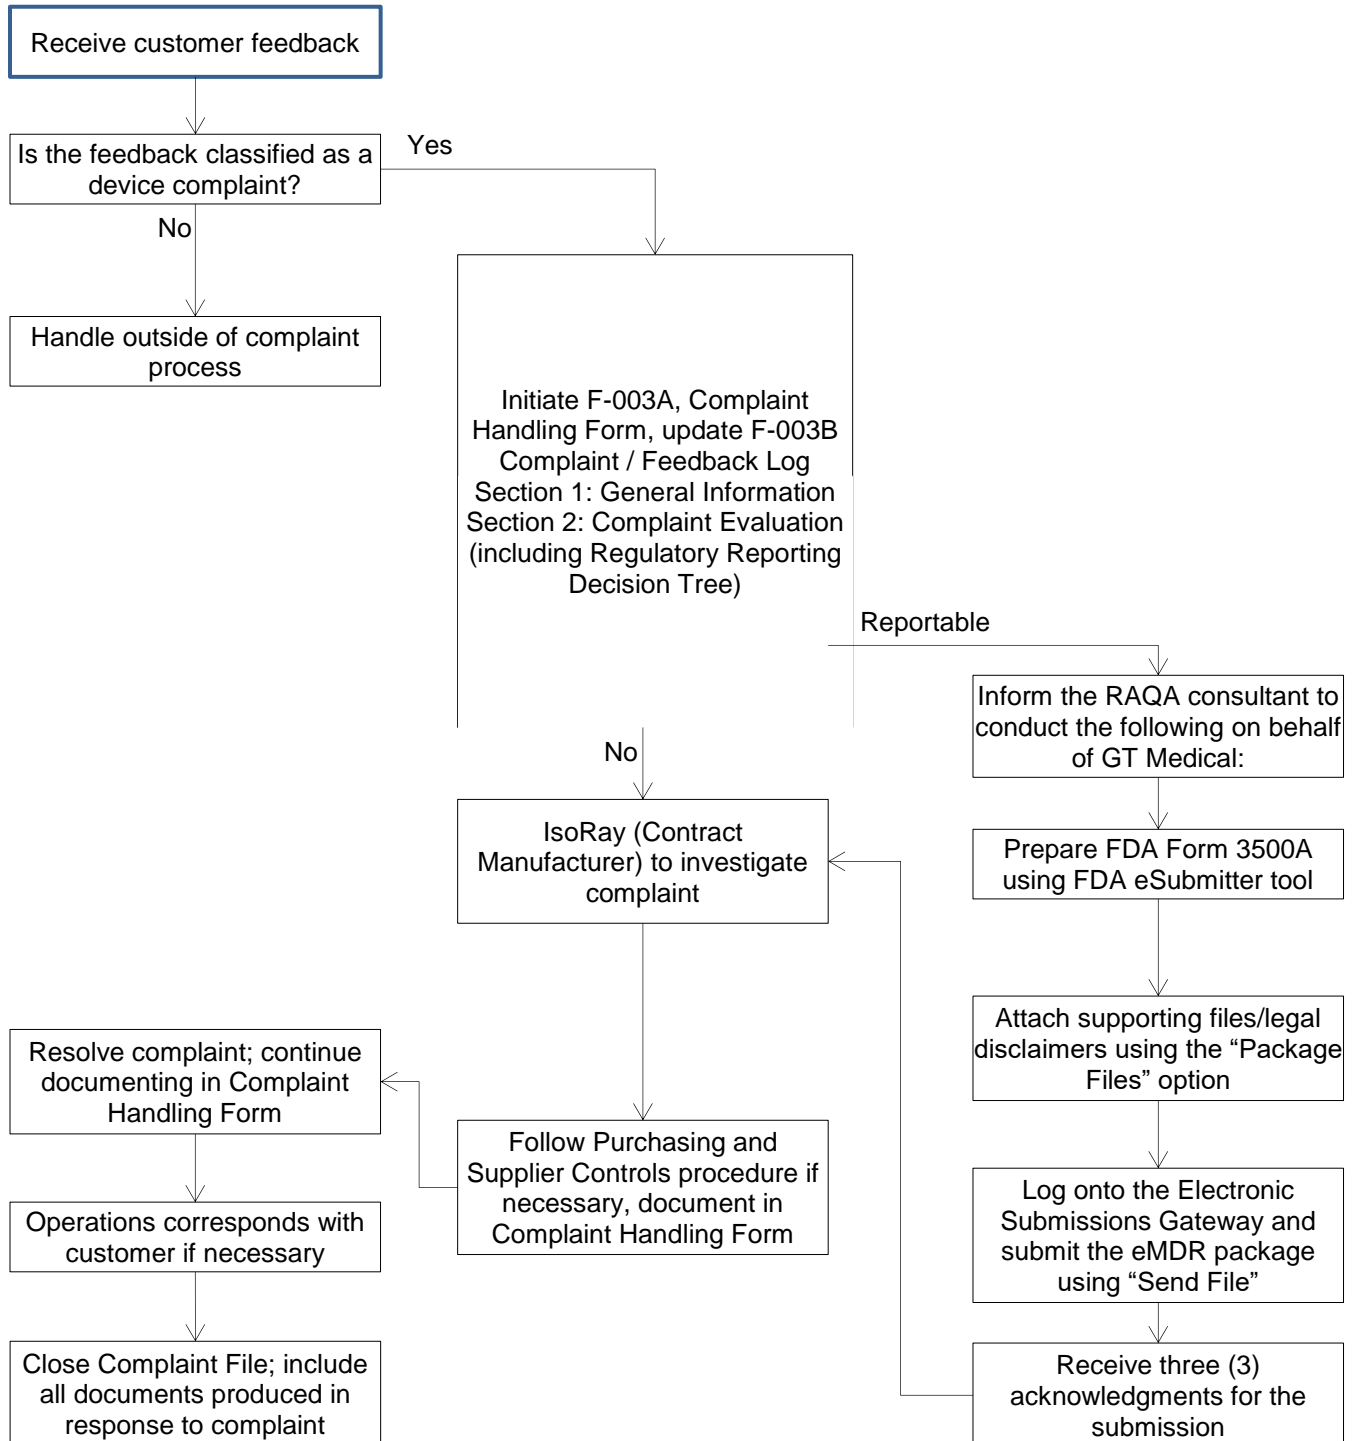 Receive customer feedback
Is the feedback classified as a
device complaint?
Yes
No
Handle outside of complaint
process
Initiate F-003A, Complaint
Handling Form, update F-003B
Complaint / Feedback Log
Section 1: General Information
Section 2: Complaint Evaluation
(including Regulatory Reporting
Decision Tree)
Reportable
No
Inform the RAQA consultant to
conduct the following on behalf
of GT Medical:
Prepare FDA Form 3500A
using FDA eSubmitter tool
Attach supporting files/legal
disclaimers using the “Package
Files” option
Log onto the Electronic
Submissions Gateway and
submit the eMDR package
using “Send File”
Receive three (3)
acknowledgments for the
submission
IsoRay (Contract
Manufacturer) to investigate
complaint
Follow Purchasing and
Supplier Controls procedure if
necessary, document in
Complaint Handling Form
Resolve complaint; continue
documenting in Complaint
Handling Form
Operations corresponds with
customer if necessary
Close Complaint File; include
all documents produced in
response to complaint